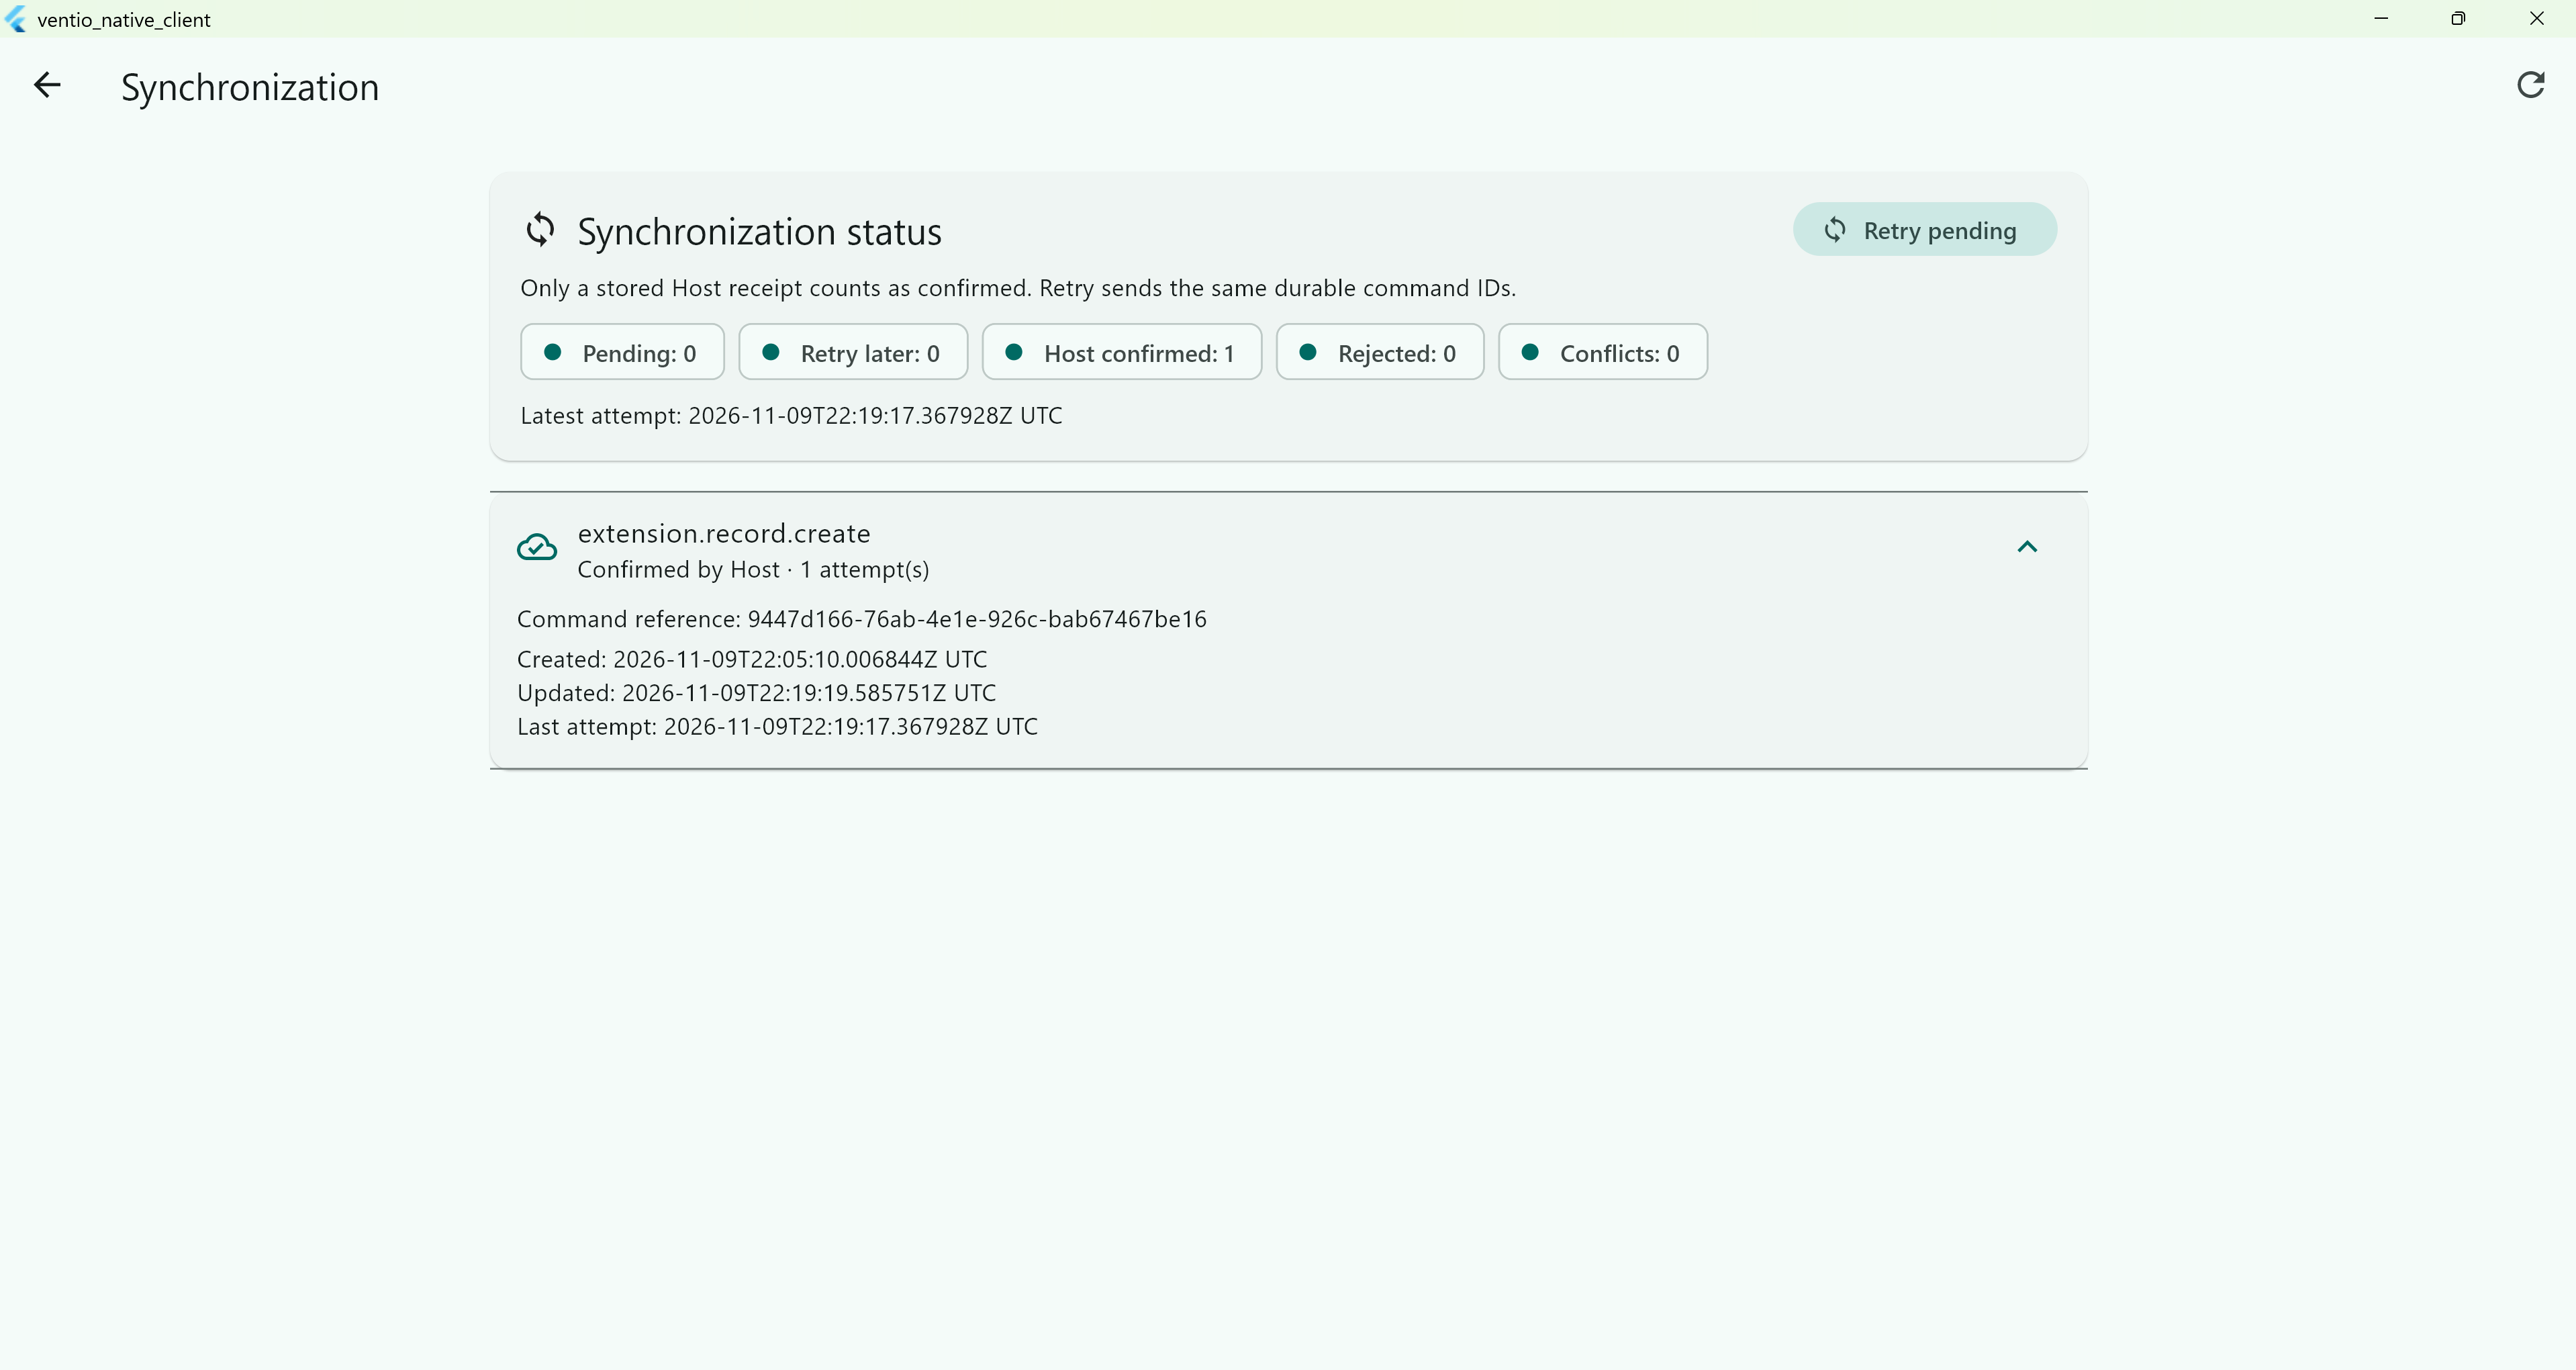 ventio_native_client
Synchronization
Synchronization status
Retry pending
Only a stored Host receipt counts as confirmed. Retry sends the same durable command IDs.
Pending: 0
Retry later: 0
Host confirmed: 1
Rejected: 0
Conflicts: 0
Latest attempt: 2026-11-09T22:19:17.367928Z UTC
extension.record.create
Confirmed by Host · 1 attempt(s)
Command reference: 9447d166-76ab-4e1e-926c-bab67467be16
Created: 2026-11-09T22:05:10.006844Z UTC
Updated: 2026-11-09T22:19:19.585751Z UTC
Last attempt: 2026-11-09T22:19:17.367928Z UTC